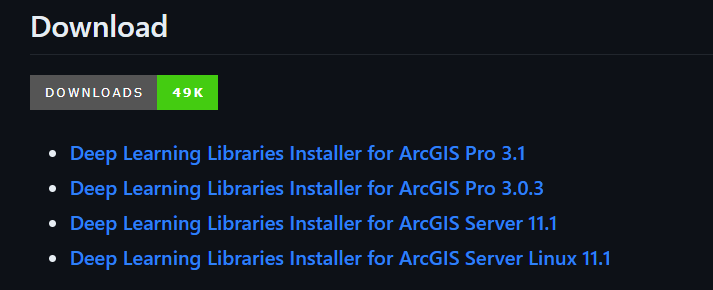 Download
DOWNLOADS 49K
Deep Learning Libraries Installer for ArcGIS Pro 3.1
Deep Learning Libraries Installer for ArcGIS Pro 3.0.3
Deep Learning Libraries Installer for ArcGIS Server 11.1
Deep Learning Libraries Installer for ArcGIS Server Linux 11.1